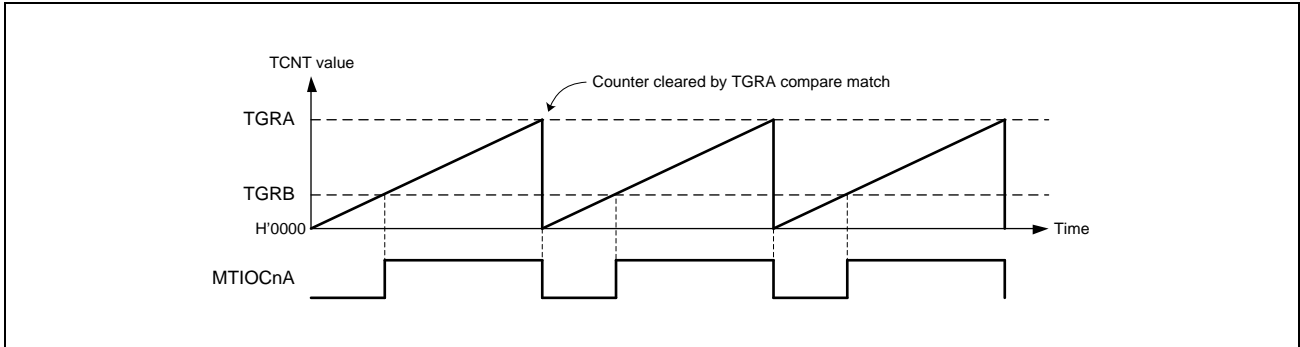 TCNT value
Counter cleared by TGRA compare match
TGRA
TGRB
H'0000
Time
MTIOCnA